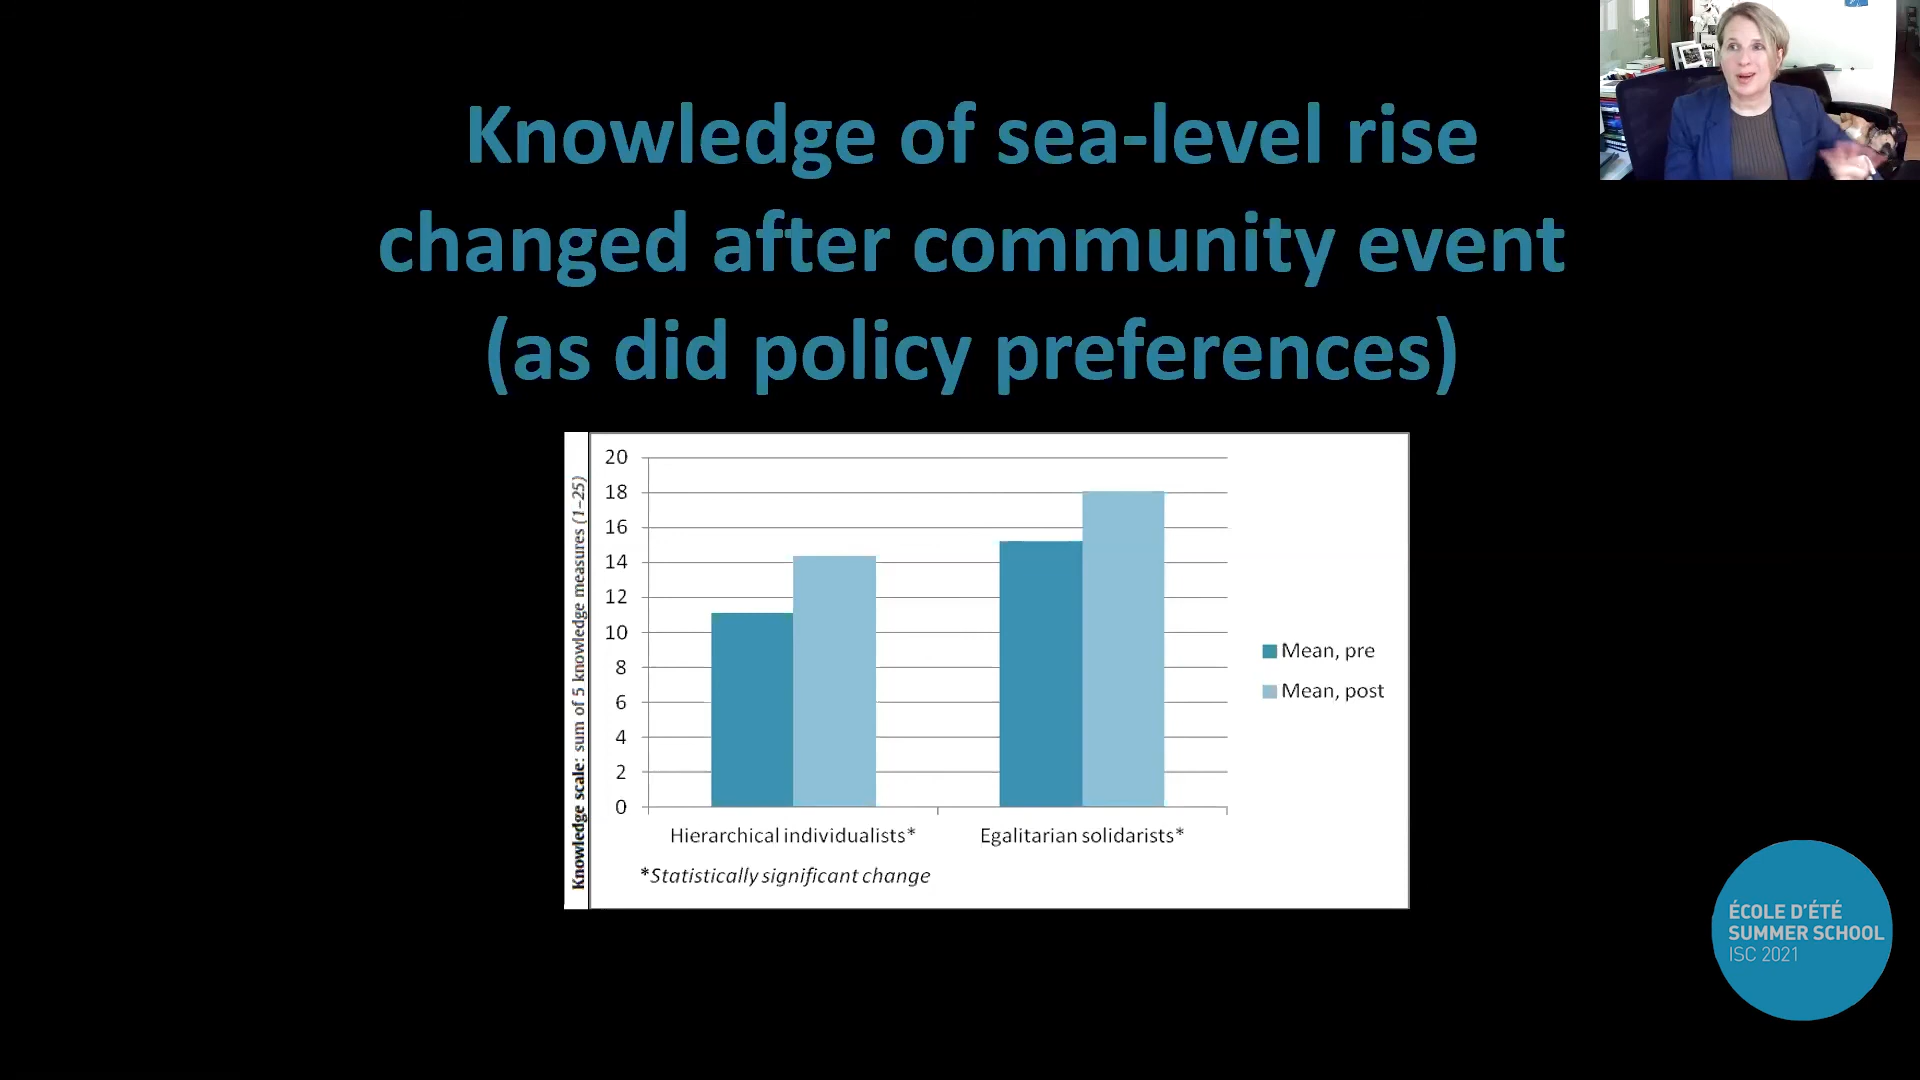 Knowledge of sea-level rise
changed after community event
(as did policy preferences)
Knowledge scale: sum of 5 knowledge measures (1–25)
20
18
16
14
12
10
8
6
4
2
0
Hierarchical individualists*
Egalitarian solidarists*
*Statistically significant change
Mean, pre
Mean, post
ÉCOLE D'ÉTÉ
SUMMER SCHOOL
ISC 2021